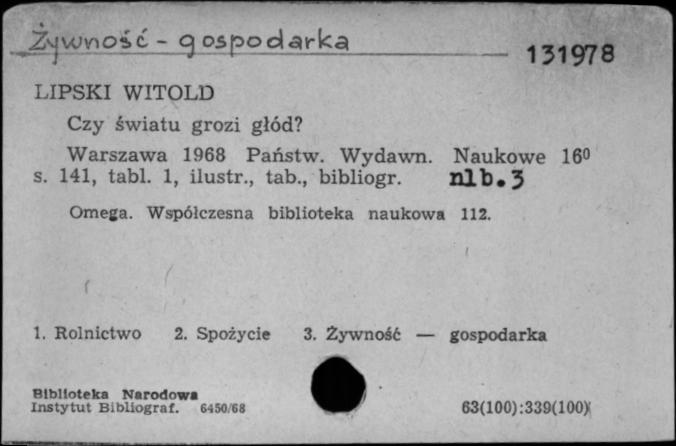 Żywność - gospodarka
131978
LIPSKI WITOLD
Czy światu grozi głód?
Warszawa 1968 Państw. Wydawn. Naukowe 16⁰
s. 141, tabl. 1, ilustr., tab., bibliogr. nlb.3
Omega. Współczesna biblioteka naukowa 112.
1. Rolnictwo 2. Spożycie 3. Żywność — gospodarka
Biblioteka Narodowa
Instytut Bibliograf. 6450/68
63(100):339(100)